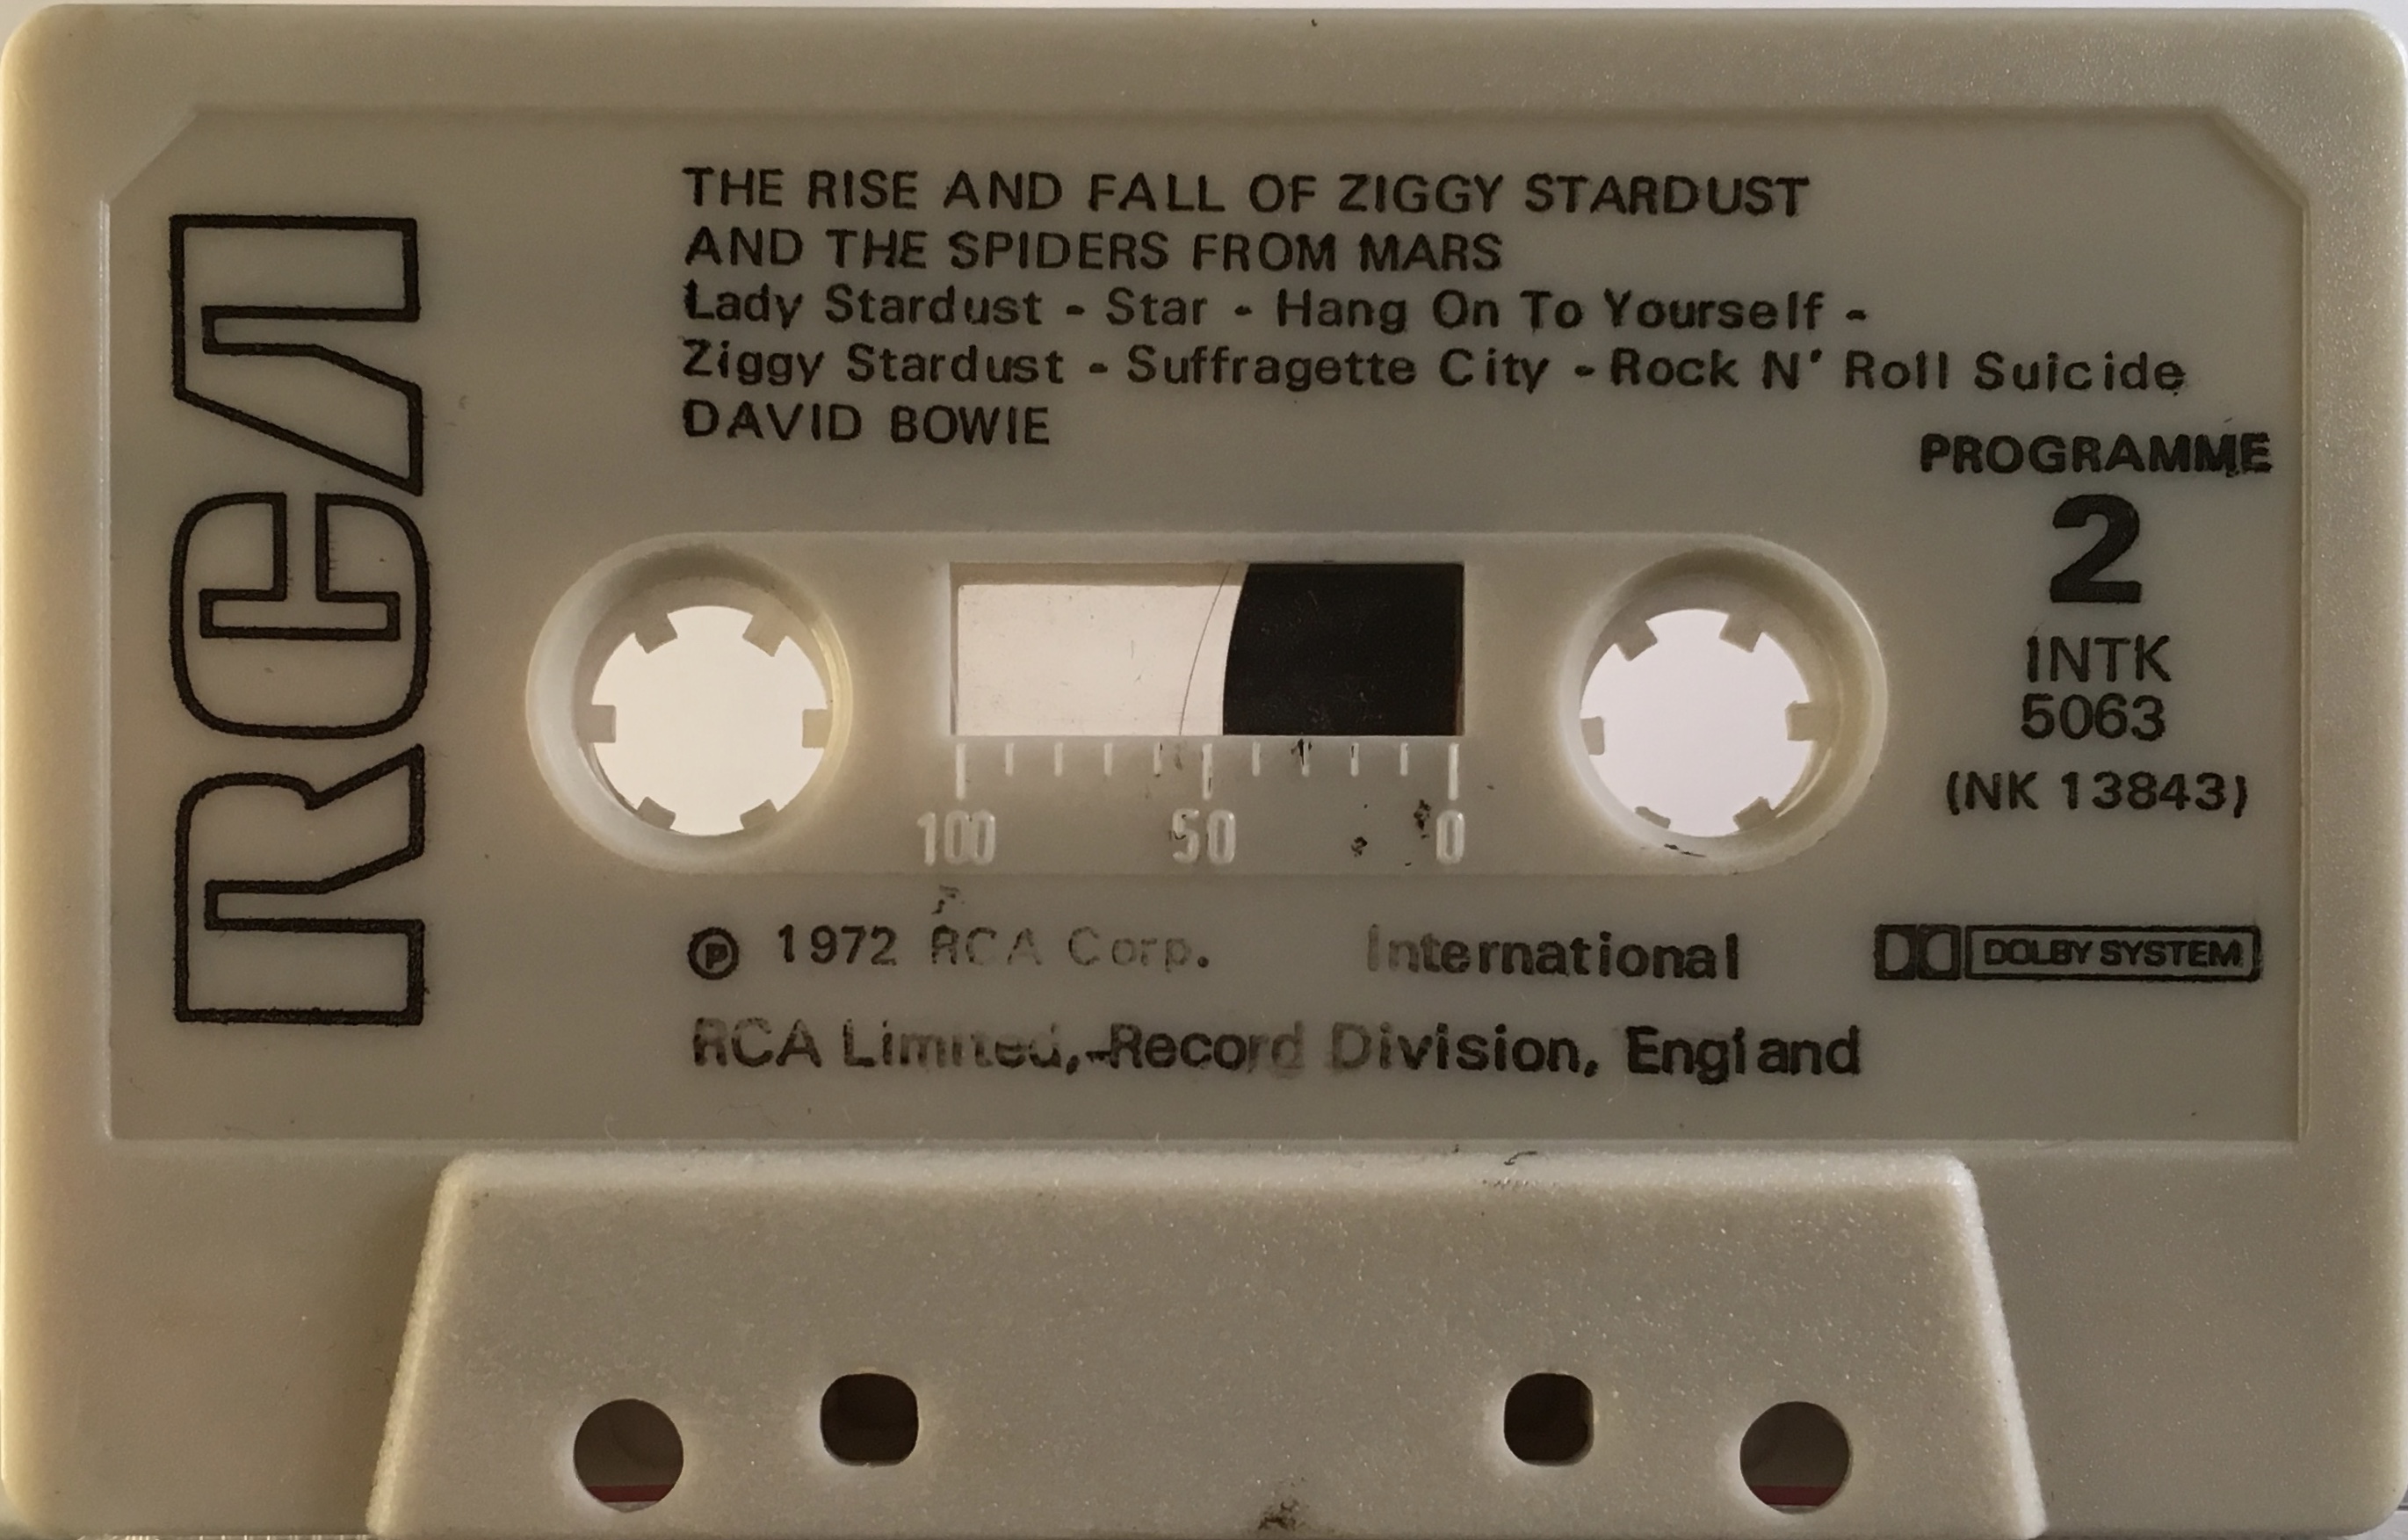 RCA
THE RISE AND FALL OF ZIGGY STARDUST
AND THE SPIDERS FROM MARS
Lady Stardust - Star - Hang On To Yourself -
Ziggy Stardust - Suffragette City - Rock N' Roll Suicide
DAVID BOWIE
PROGRAMME
2
INTK
5063
(NK 13843)
100 50 0
℗ 1972 RCA Corp. International DOLBY SYSTEM
RCA Limited, Record Division, England